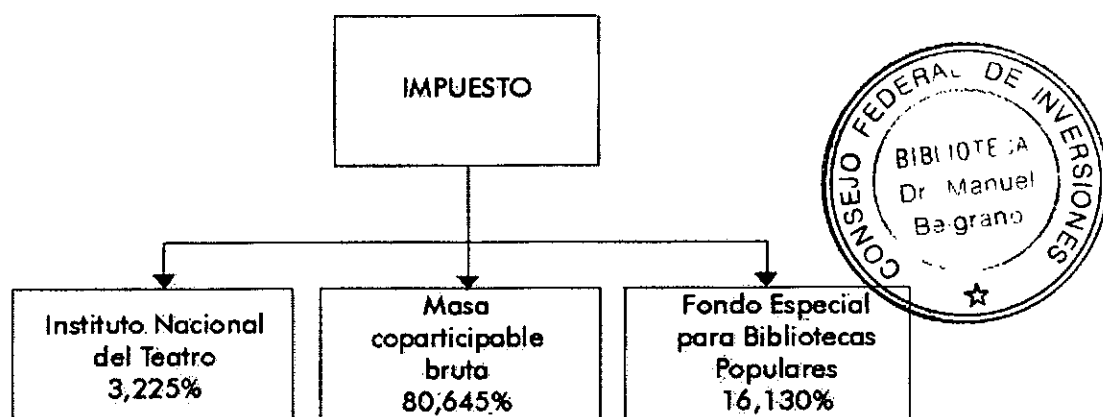 IMPUESTO
CONSEJO FEDERAL DE INVERSIONES
BIBLIOTECA
Dr. Manuel
Belgrano
Instituto Nacional
del Teatro
3,225%
Masa
coparticipable
bruta
80,645%
Fondo Especial
para Bibliotecas
Populares
16,130%